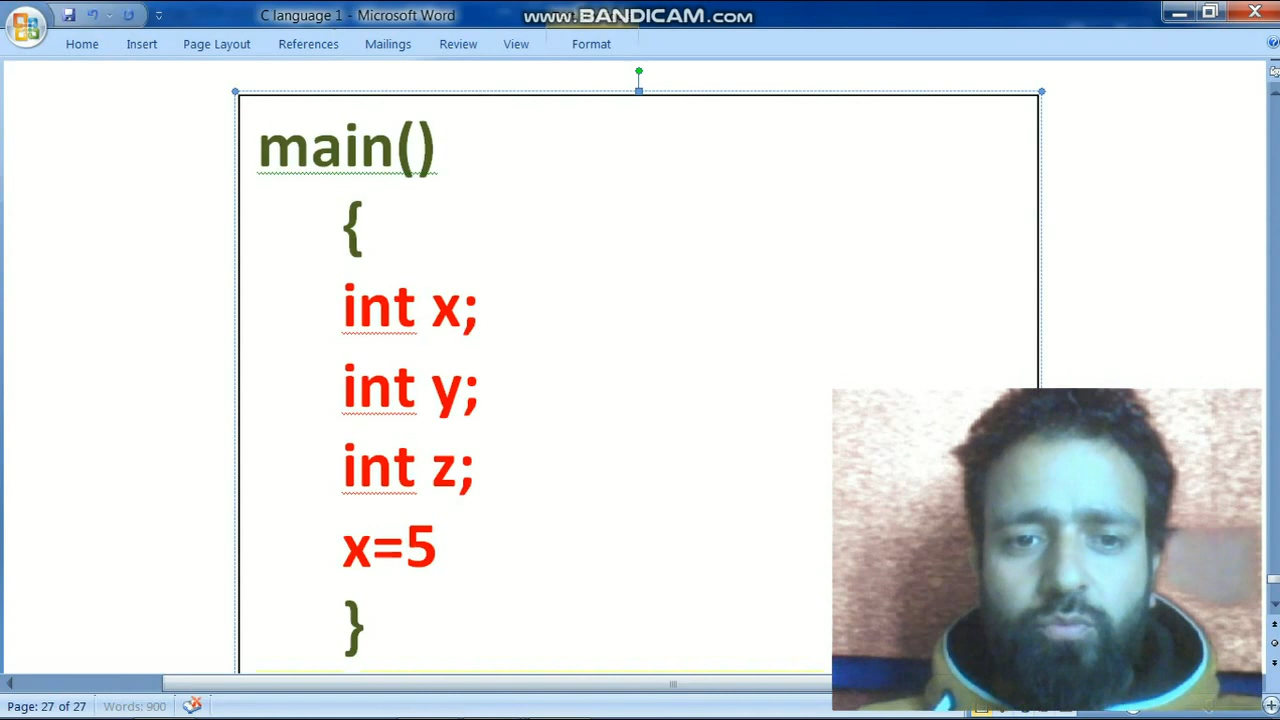 C language 1 - Microsoft Word
www.BANDICAM.com
Home Insert Page Layout References Mailings Review View Format
main()
{
int x;
int y;
int z;
x=5
}
Page: 27 of 27 Words: 900